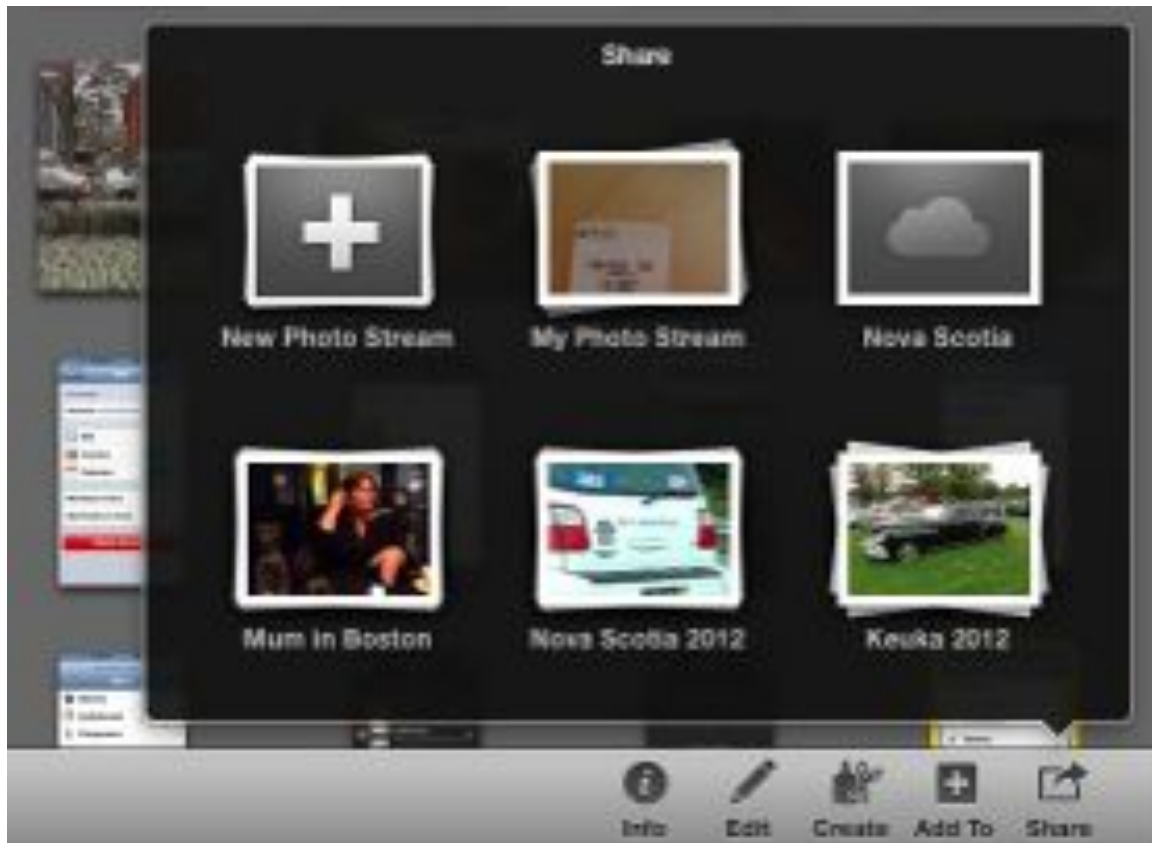 Share
New Photo Stream
My Photo Stream
Nova Scotia
Mum in Boston
Nova Scotia 2012
Keuka 2012
Info
Edit
Create
Add To
Share